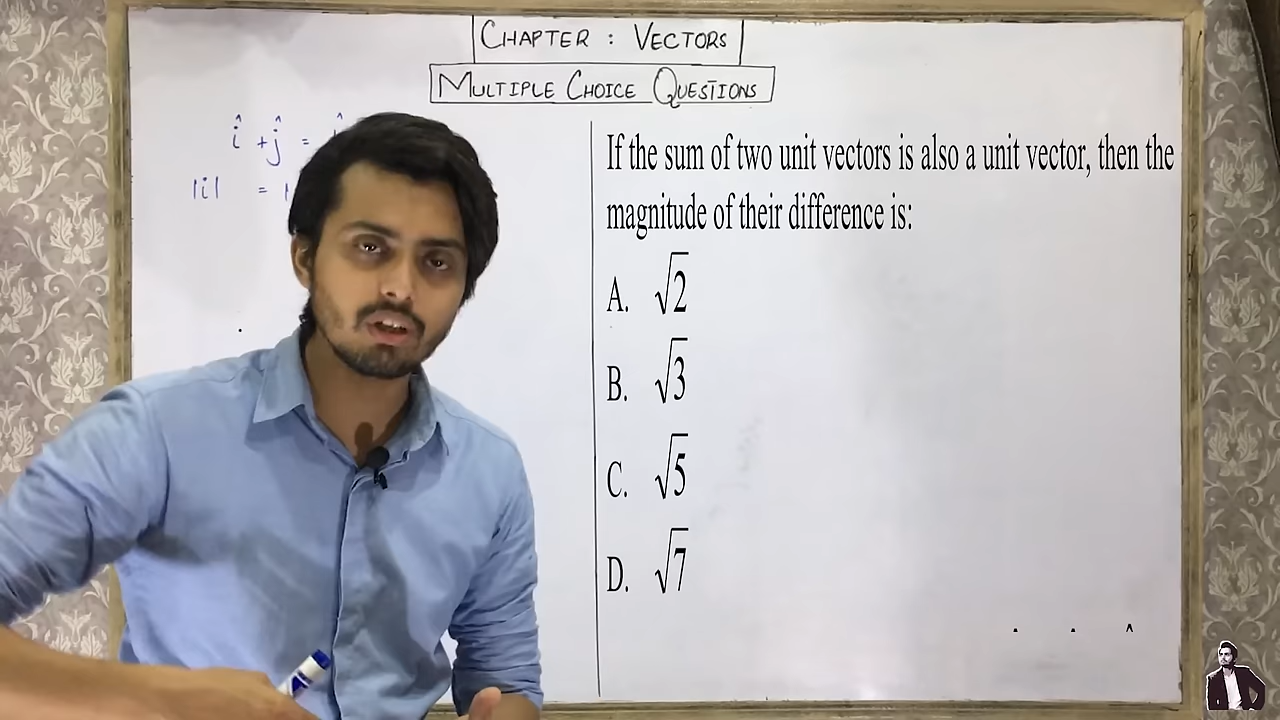 CHAPTER : VECTORS
MULTIPLE CHOICE QUESTIONS
î + ĵ =
|i| =
If the sum of two unit vectors is also a unit vector, then the
magnitude of their difference is:
A. √2
B. √3
C. √5
D. √7